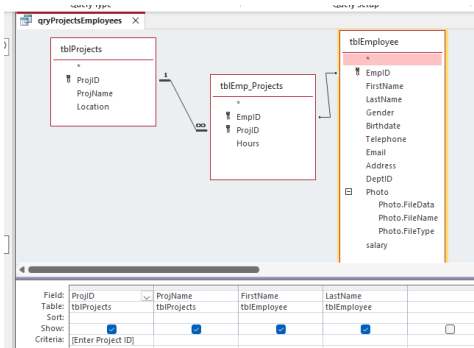 Query Type
Query Setup
qryProjectsEmployees
tblProjects
*
ProjID
ProjName
Location
1
∞
tblEmp_Projects
*
EmpID
ProjID
Hours
tblEmployee
*
EmpID
FirstName
LastName
Gender
Birthdate
Telephone
Email
Address
DeptID
Photo
Photo.FileData
Photo.FileName
Photo.FileType
salary
Field: ProjID ProjName FirstName LastName
Table: tblProjects tblProjects tblEmployee tblEmployee
Sort:
Show:
Criteria: [Enter Project ID]